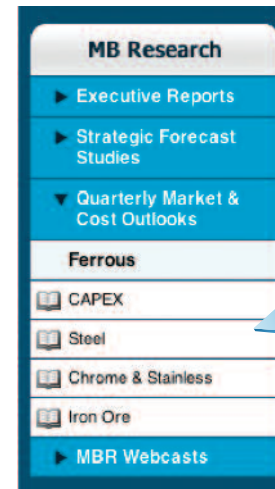 MB Research
Executive Reports
Strategic Forecast
Studies
Quarterly Market &
Cost Outlooks
Ferrous
CAPEX
Steel
Chrome & Stainless
Iron Ore
MBR Webcasts